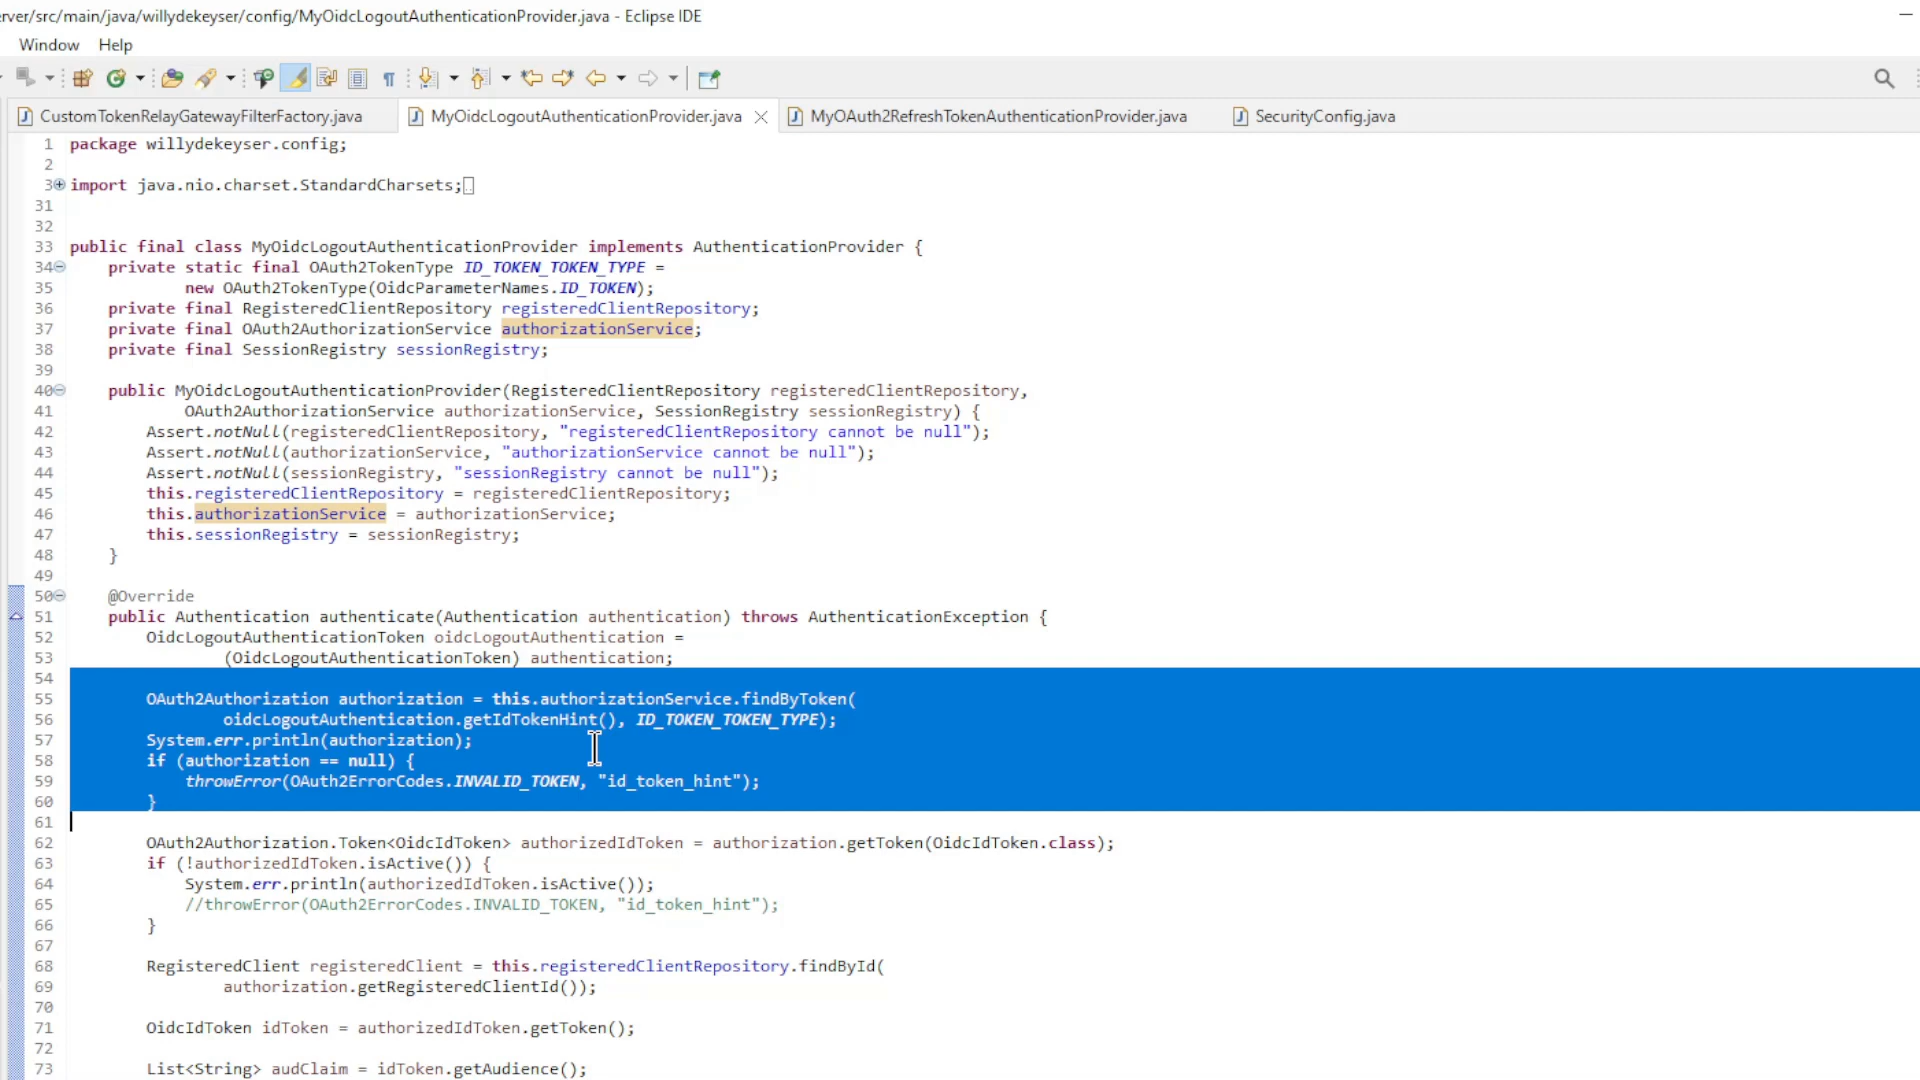 rver/src/main/java/willydekeyser/config/MyOidcLogoutAuthenticationProvider.java - Eclipse IDE
Window Help
CustomTokenRelayGatewayFilterFactory.java MyOidcLogoutAuthenticationProvider.java MyOAuth2RefreshTokenAuthenticationProvider.java SecurityConfig.java
1 package willydekeyser.config;
2
3 import java.nio.charset.StandardCharsets;
31
32
33 public final class MyOidcLogoutAuthenticationProvider implements AuthenticationProvider {
34     private static final OAuth2TokenType ID_TOKEN_TOKEN_TYPE =
35             new OAuth2TokenType(OidcParameterNames.ID_TOKEN);
36     private final RegisteredClientRepository registeredClientRepository;
37     private final OAuth2AuthorizationService authorizationService;
38     private final SessionRegistry sessionRegistry;
39
40     public MyOidcLogoutAuthenticationProvider(RegisteredClientRepository registeredClientRepository,
41             OAuth2AuthorizationService authorizationService, SessionRegistry sessionRegistry) {
42         Assert.notNull(registeredClientRepository, "registeredClientRepository cannot be null");
43         Assert.notNull(authorizationService, "authorizationService cannot be null");
44         Assert.notNull(sessionRegistry, "sessionRegistry cannot be null");
45         this.registeredClientRepository = registeredClientRepository;
46         this.authorizationService = authorizationService;
47         this.sessionRegistry = sessionRegistry;
48     }
49
50     @Override
51     public Authentication authenticate(Authentication authentication) throws AuthenticationException {
52         OidcLogoutAuthenticationToken oidcLogoutAuthentication =
53                 (OidcLogoutAuthenticationToken) authentication;
54
55         OAuth2Authorization authorization = this.authorizationService.findByToken(
56                 oidcLogoutAuthentication.getIdTokenHint(), ID_TOKEN_TOKEN_TYPE);
57         System.err.println(authorization);
58         if (authorization == null) {
59             throwError(OAuth2ErrorCodes.INVALID_TOKEN, "id_token_hint");
60         }
61
62         OAuth2Authorization.Token<OidcIdToken> authorizedIdToken = authorization.getToken(OidcIdToken.class);
63         if (!authorizedIdToken.isActive()) {
64             System.err.println(authorizedIdToken.isActive());
65             //throwError(OAuth2ErrorCodes.INVALID_TOKEN, "id_token_hint");
66         }
67
68         RegisteredClient registeredClient = this.registeredClientRepository.findById(
69                 authorization.getRegisteredClientId());
70
71         OidcIdToken idToken = authorizedIdToken.getToken();
72
73         List<String> audClaim = idToken.getAudience();